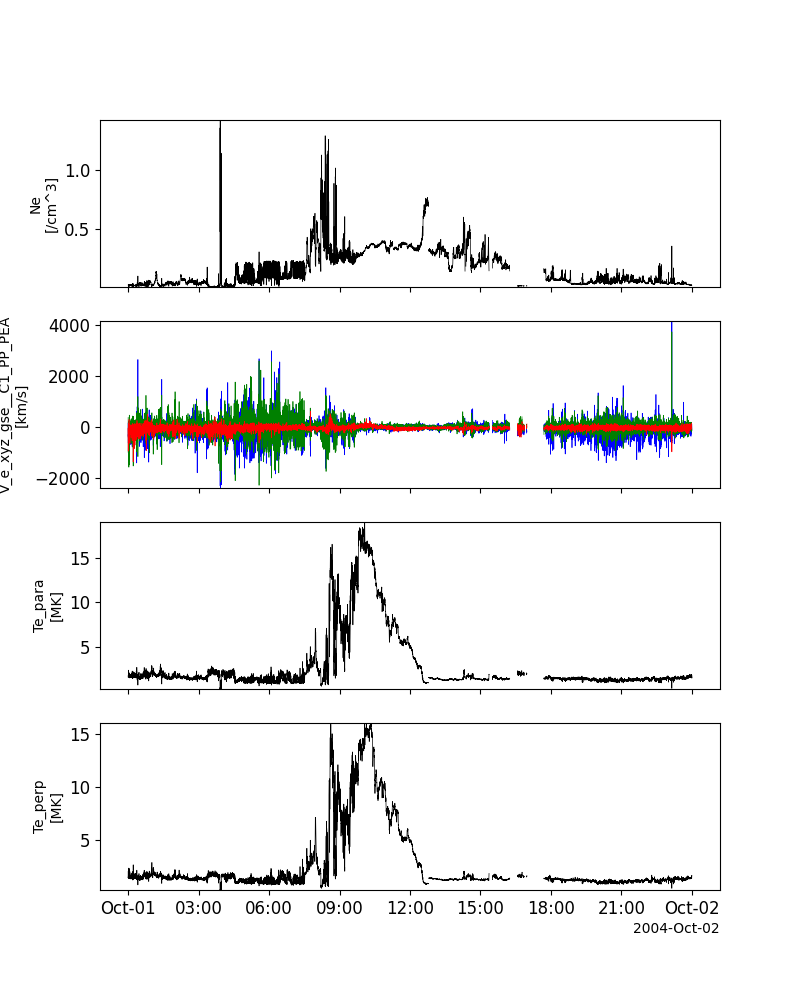 Ne
[/cm^3]
1.0
0.5
V_e_xyz_gse__C1_PP_PEA
[km/s]
4000
2000
0
−2000
Te_para
[MK]
15
10
5
Te_perp
[MK]
15
10
5
Oct-01 03:00 06:00 09:00 12:00 15:00 18:00 21:00 Oct-02
2004-Oct-02